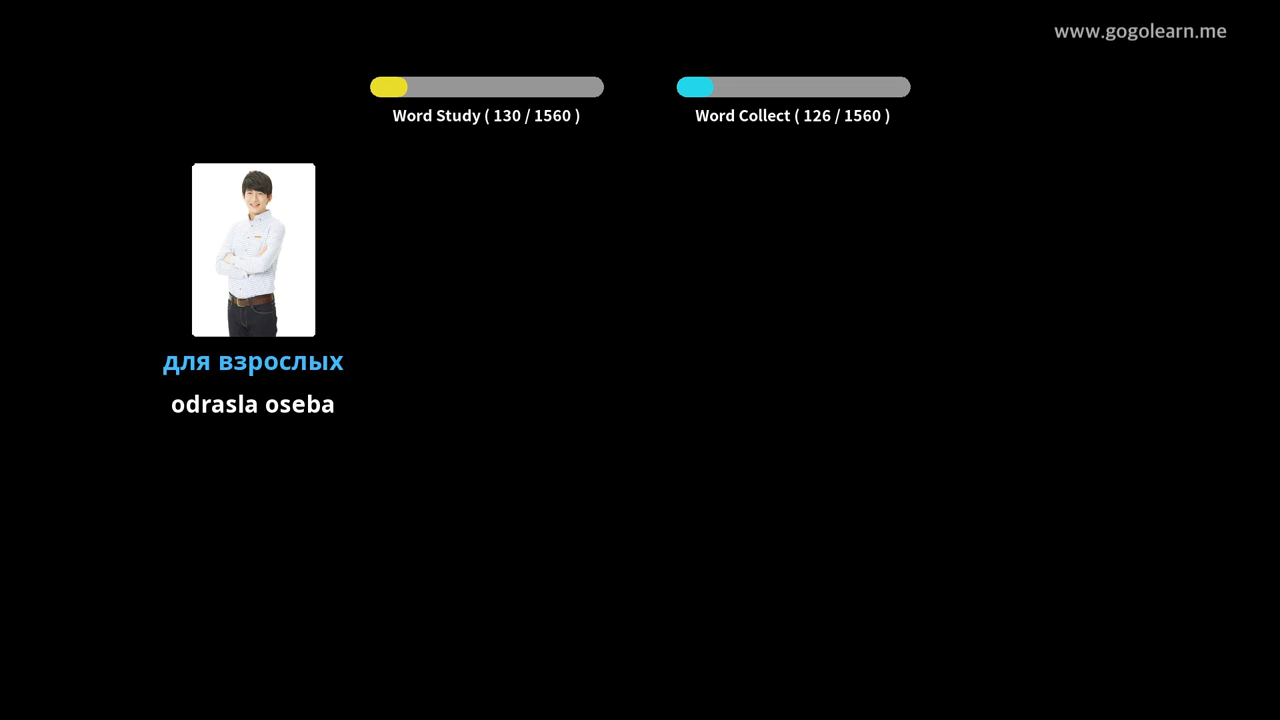 www.gogolearn.me
Word Study ( 130 / 1560 )
Word Collect ( 126 / 1560 )
для взрослых
odrasla oseba